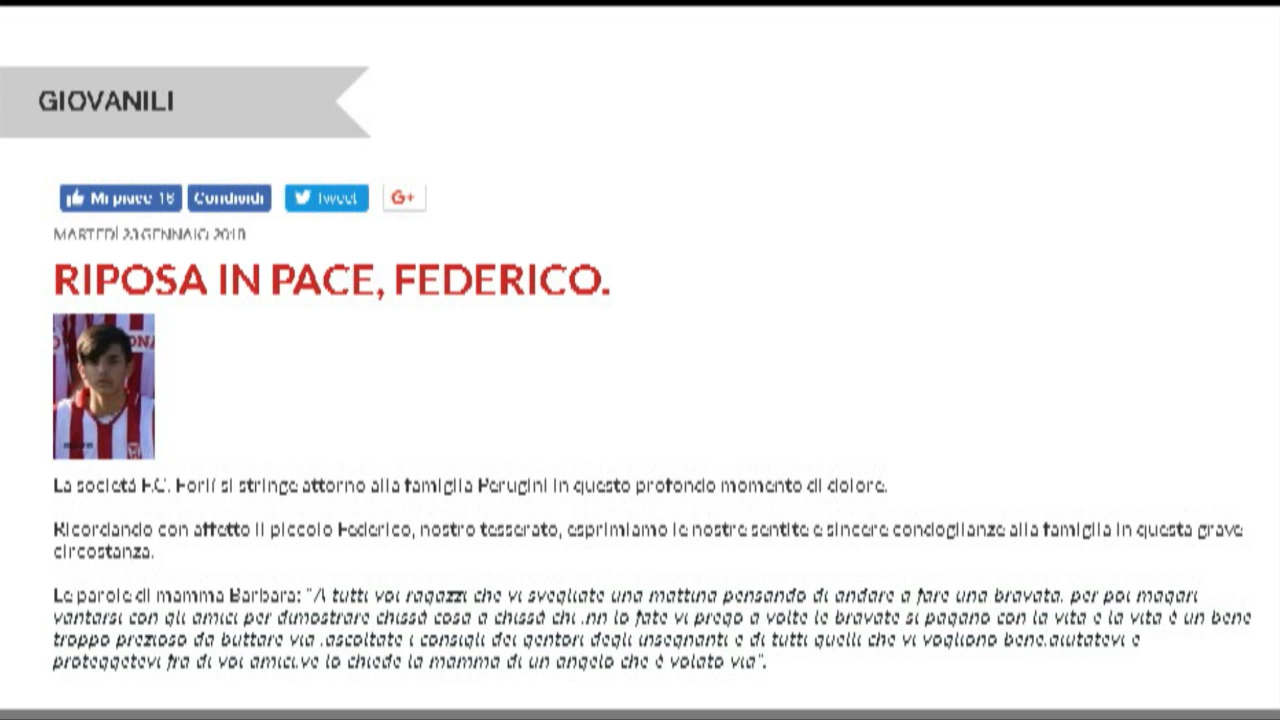 GIOVANILI
Mi piace 18 Condividi Tweet G+
MARTEDÌ 23 GENNAIO 2018
RIPOSA IN PACE, FEDERICO.
La società F.C. Forlì si stringe attorno alla famiglia Perugini in questo profondo momento di dolore.
Ricordando con affetto il piccolo Federico, nostro tesserato, esprimiamo le nostre sentite e sincere condoglianze alla famiglia in questa grave
circostanza.
Le parole di mamma Barbara: "A tutti voi ragazzi che vi svegliate una mattina pensando di andare a fare una bravata. per poi magari
vantarsi con gli amici per dimostrare chissà cosa a chissà chi .nn lo fate vi prego a volte le bravate si pagano con la vita e la vita è un bene
troppo prezioso da buttare via .ascoltate i consigli dei gentori degli insegnanti e di tutti quelli che vi vogliono bene.aiutatevi e
proteggetevi fra di voi amici.ve lo chiede la mamma di un angelo che è volato via".